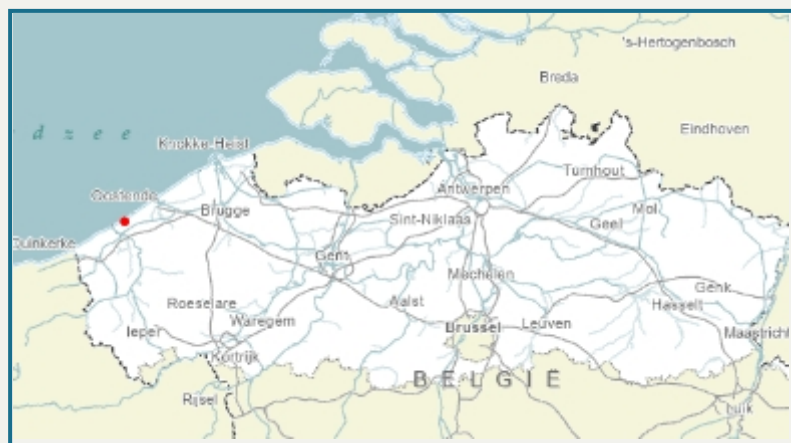 's-Hertogenbosch
Breda
Eindhoven
d z e e
Knokke-Heist
Turnhout
Antwerpen
Oostende
Brugge
Mol
Sint-Niklaas
Geel
Duinkerke
Gent
Mechelen
Genk
Roeselare
Aalst
Hasselt
Waregem
Ieper
Brussel
Leuven
Maastricht
Kortrijk
BELGIË
Rijsel
Luik